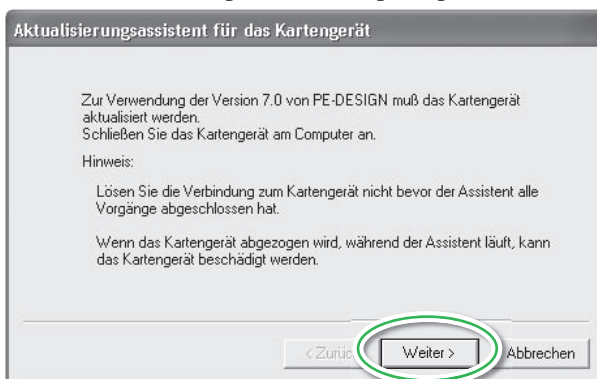 Aktualisierungsassistent für das Kartengerät
Zur Verwendung der Version 7.0 von PE-DESIGN muß das Kartengerät
aktualisiert werden.
Schließen Sie das Kartengerät am Computer an.
Hinweis:
Lösen Sie die Verbindung zum Kartengerät nicht bevor der Assistent alle
Vorgänge abgeschlossen hat.
Wenn das Kartengerät abgezogen wird, während der Assistent läuft, kann
das Kartengerät beschädigt werden.
Weiter > Abbrechen